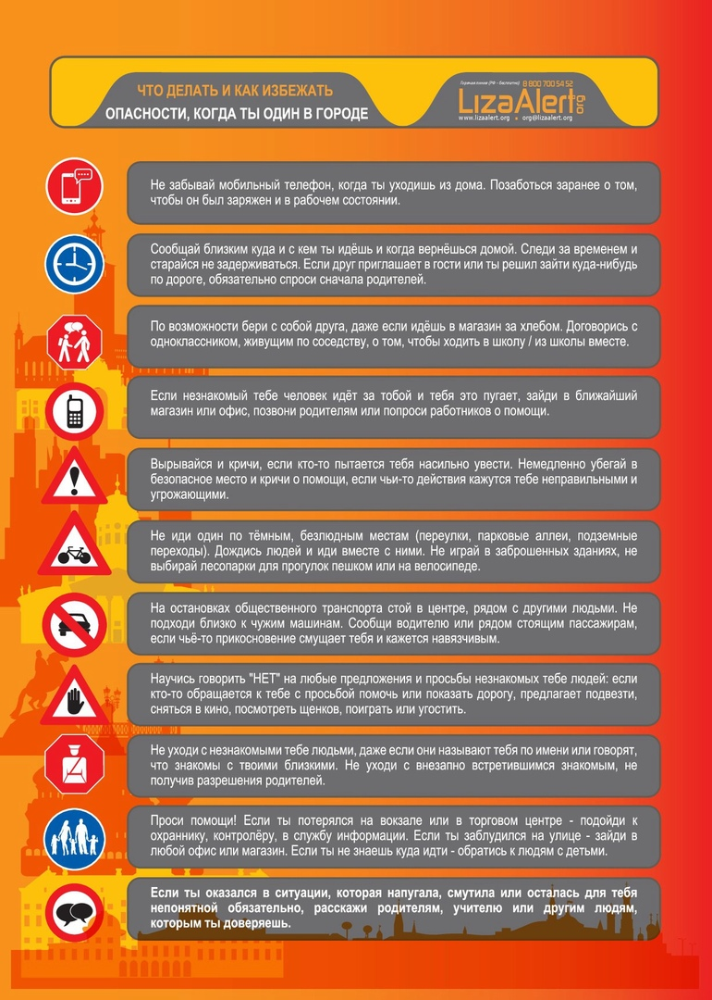 ЧТО ДЕЛАТЬ И КАК ИЗБЕЖАТЬ
ОПАСНОСТИ, КОГДА ТЫ ОДИН В ГОРОДЕ
Горячая линия (РФ – бесплатно) 8 800 700 54 52
LizaAlert.org
www.lizaalert.org • org@lizaalert.org
Не забывай мобильный телефон, когда ты уходишь из дома. Позаботься заранее о том,
чтобы он был заряжен и в рабочем состоянии.
Сообщай близким куда и с кем ты идёшь и когда вернёшься домой. Следи за временем и
старайся не задерживаться. Если друг приглашает в гости или ты решил зайти куда-нибудь
по дороге, обязательно спроси сначала родителей.
По возможности бери с собой друга, даже если идёшь в магазин за хлебом. Договорись с
одноклассником, живущим по соседству, о том, чтобы ходить в школу / из школы вместе.
Если незнакомый тебе человек идёт за тобой и тебя это пугает, зайди в ближайший
магазин или офис, позвони родителям или попроси работников о помощи.
Вырывайся и кричи, если кто-то пытается тебя насильно увести. Немедленно убегай в
безопасное место и кричи о помощи, если чьи-то действия кажутся тебе неправильными и
угрожающими.
Не иди один по тёмным, безлюдным местам (переулки, парковые аллеи, подземные
переходы). Дождись людей и иди вместе с ними. Не играй в заброшенных зданиях, не
выбирай лесопарки для прогулок пешком или на велосипеде.
На остановках общественного транспорта стой в центре, рядом с другими людьми. Не
подходи близко к чужим машинам. Сообщи водителю или рядом стоящим пассажирам,
если чьё-то прикосновение смущает тебя и кажется навязчивым.
Научись говорить "НЕТ" на любые предложения и просьбы незнакомых тебе людей: если
кто-то обращается к тебе с просьбой помочь или показать дорогу, предлагает подвезти,
сняться в кино, посмотреть щенков, поиграть или угостить.
Не уходи с незнакомыми тебе людьми, даже если они называют тебя по имени или говорят,
что знакомы с твоими близкими. Не уходи с внезапно встретившимся знакомым, не
получив разрешения родителей.
Проси помощи! Если ты потерялся на вокзале или в торговом центре - подойди к
охраннику, контролёру, в службу информации. Если ты заблудился на улице - зайди в
любой офис или магазин. Если ты не знаешь куда идти - обратись к людям с детьми.
Если ты оказался в ситуации, которая напугала, смутила или осталась для тебя
непонятной обязательно, расскажи родителям, учителю или другим людям,
которым ты доверяешь.